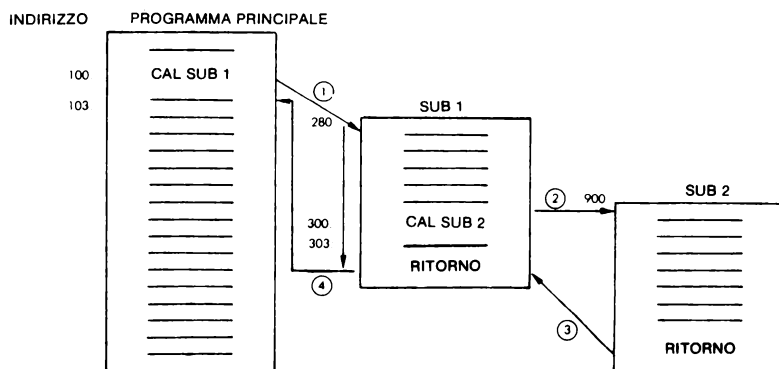 INDIRIZZO PROGRAMMA PRINCIPALE
100 CAL SUB 1
103
1
280
SUB 1
300 CAL SUB 2
303
RITORNO
4
2
900
SUB 2
3
RITORNO